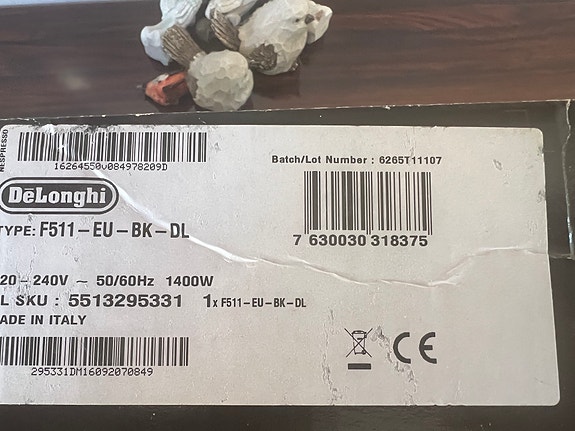 NESPRESSO
16264550v084978209D
Batch/Lot Number : 6265T11107
DeLonghi
TYPE: F511-EU-BK-DL
7 630030 318375
20-240V ~ 50/60Hz 1400W
L SKU : 5513295331 1x F511-EU-BK-DL
ADE IN ITALY
CE
295331DM16092070849